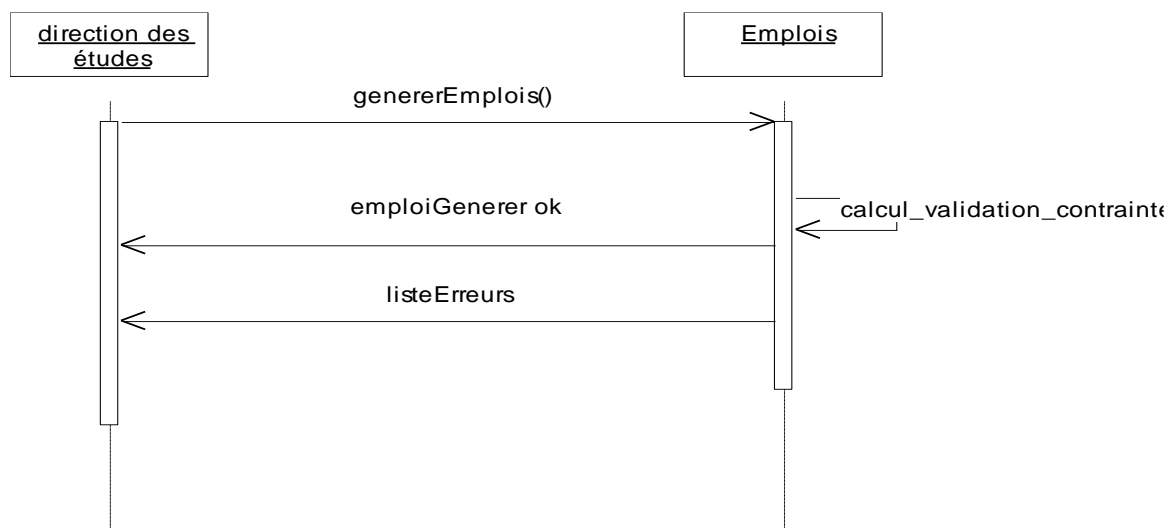 direction des
études
Emplois
genererEmplois()
emploiGenerer ok
calcul_validation_contrainte
listeErreurs